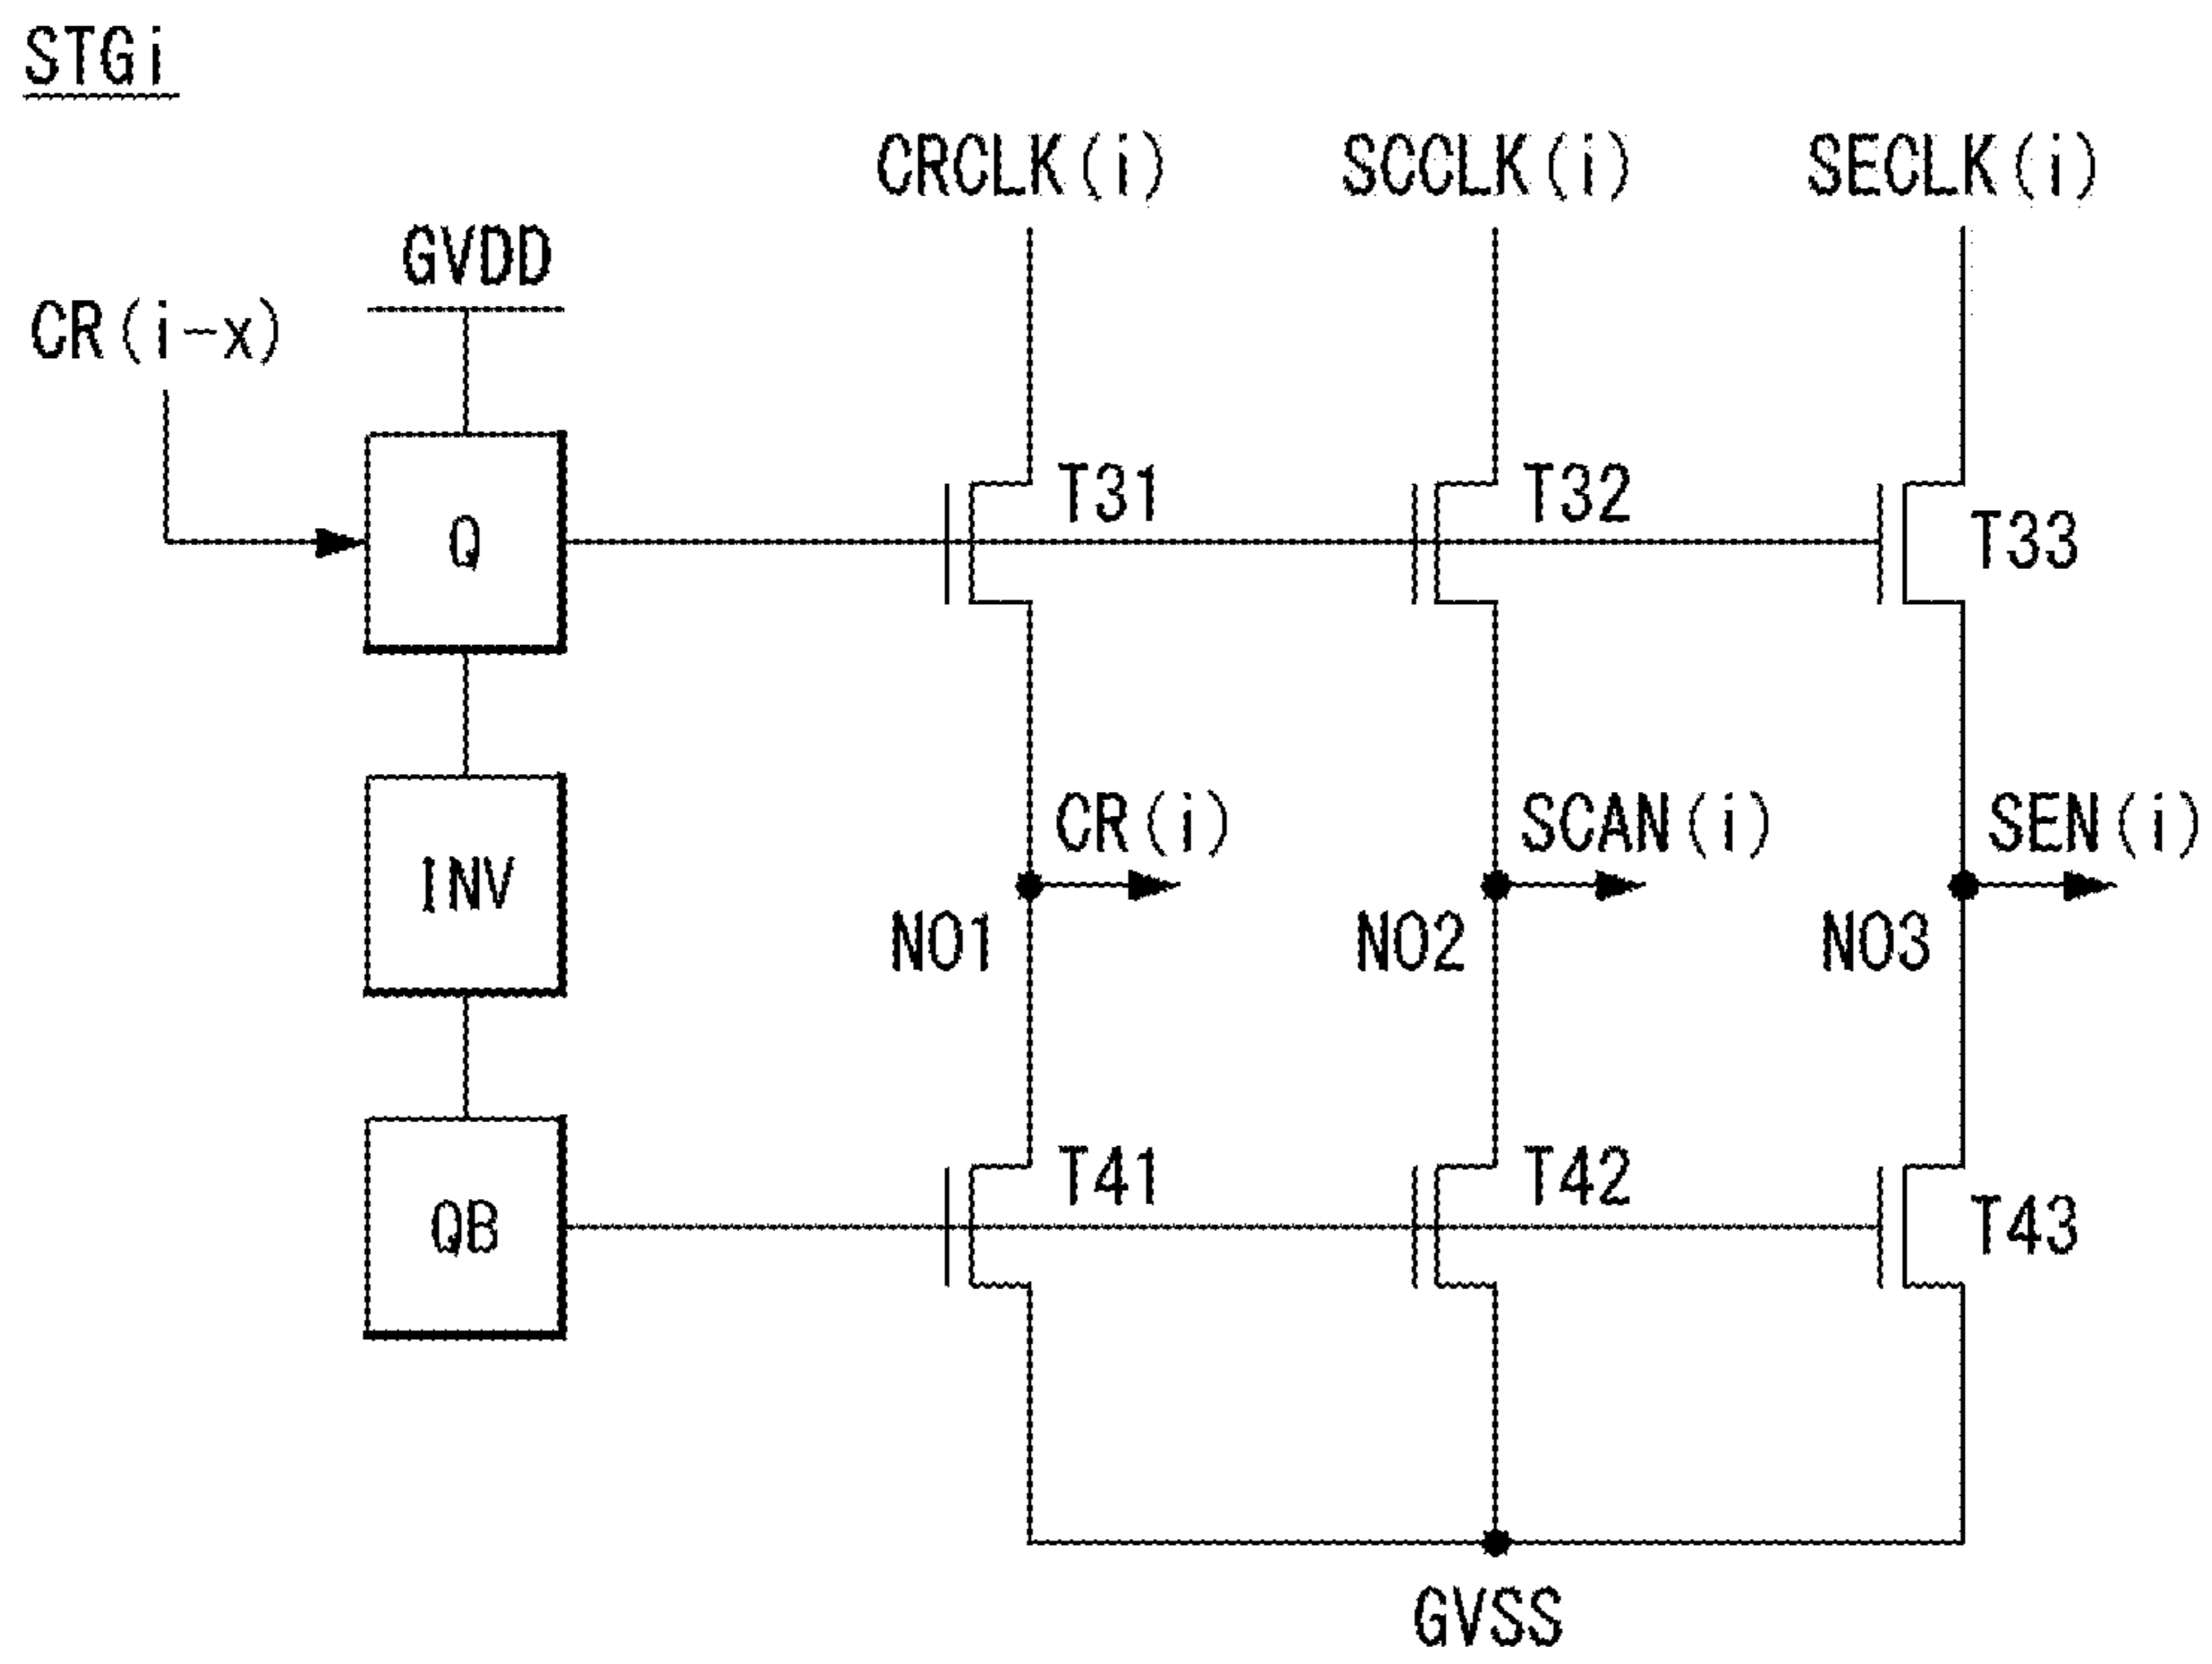 STGi
CRCLK(i)
SCCLK(i)
SECLK(i)
GVDD
CR(i-x)
T31
T32
T33
Q
CR(i)
SCAN(i)
SEN(i)
INV
NO1
NO2
NO3
T41
T42
T43
QB
GVSS